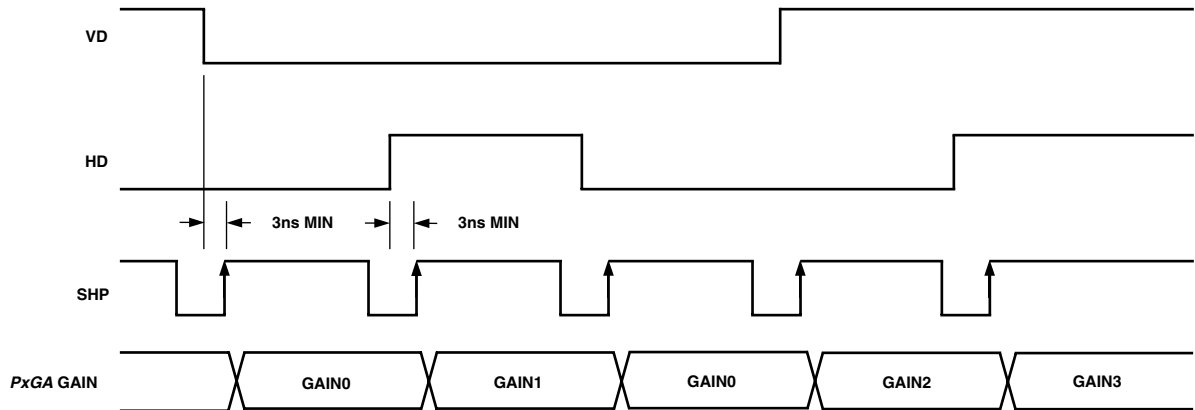 VD
HD
3ns MIN 3ns MIN
SHP
PxGA GAIN GAIN0 GAIN1 GAIN0 GAIN2 GAIN3